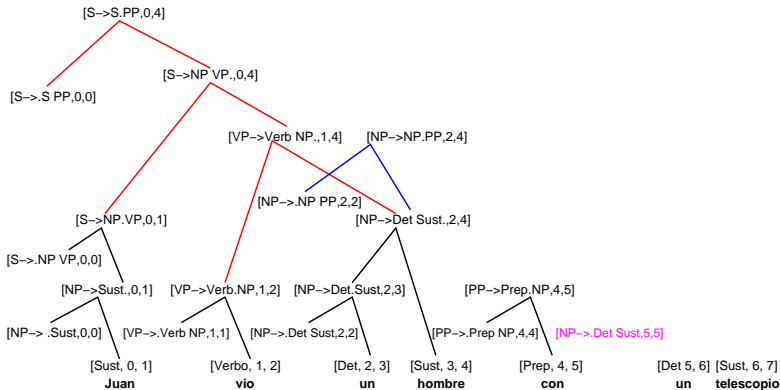 [S–>S.PP,0,4]
[S–>NP VP.,0,4]
[S–>.S PP,0,0]
[VP–>Verb NP.,1,4] [NP–>NP.PP,2,4]
[NP–>.NP PP,2,2]
[S–>NP.VP,0,1] [NP–>Det Sust.,2,4]
[S–>.NP VP,0,0]
[NP–>Sust.,0,1] [VP–>Verb.NP,1,2] [NP–>Det.Sust,2,3] [PP–>Prep.NP,4,5]
[NP–> .Sust,0,0] [VP–>.Verb NP,1,1] [NP–>.Det Sust,2,2] [PP–>.Prep NP,4,4] [NP–>.Det Sust,5,5]
[Sust, 0, 1] [Verbo, 1, 2] [Det, 2, 3] [Sust, 3, 4] [Prep, 4, 5] [Det 5, 6] [Sust, 6, 7]
Juan vio un hombre con un telescopio